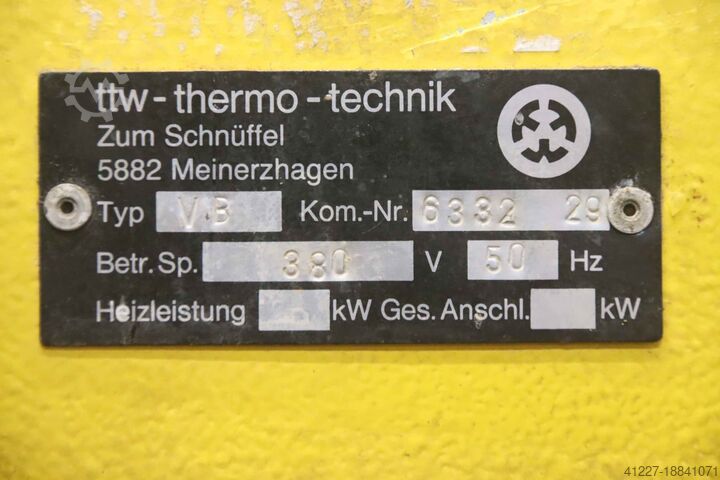 ttw-thermo-technik
Zum Schnüffel
5882 Meinerzhagen
Typ VB Kom.-Nr. 6332 29
Betr.Sp. 380 V 50 Hz
Heizleistung kW Ges. Anschl. kW
41227-18841071